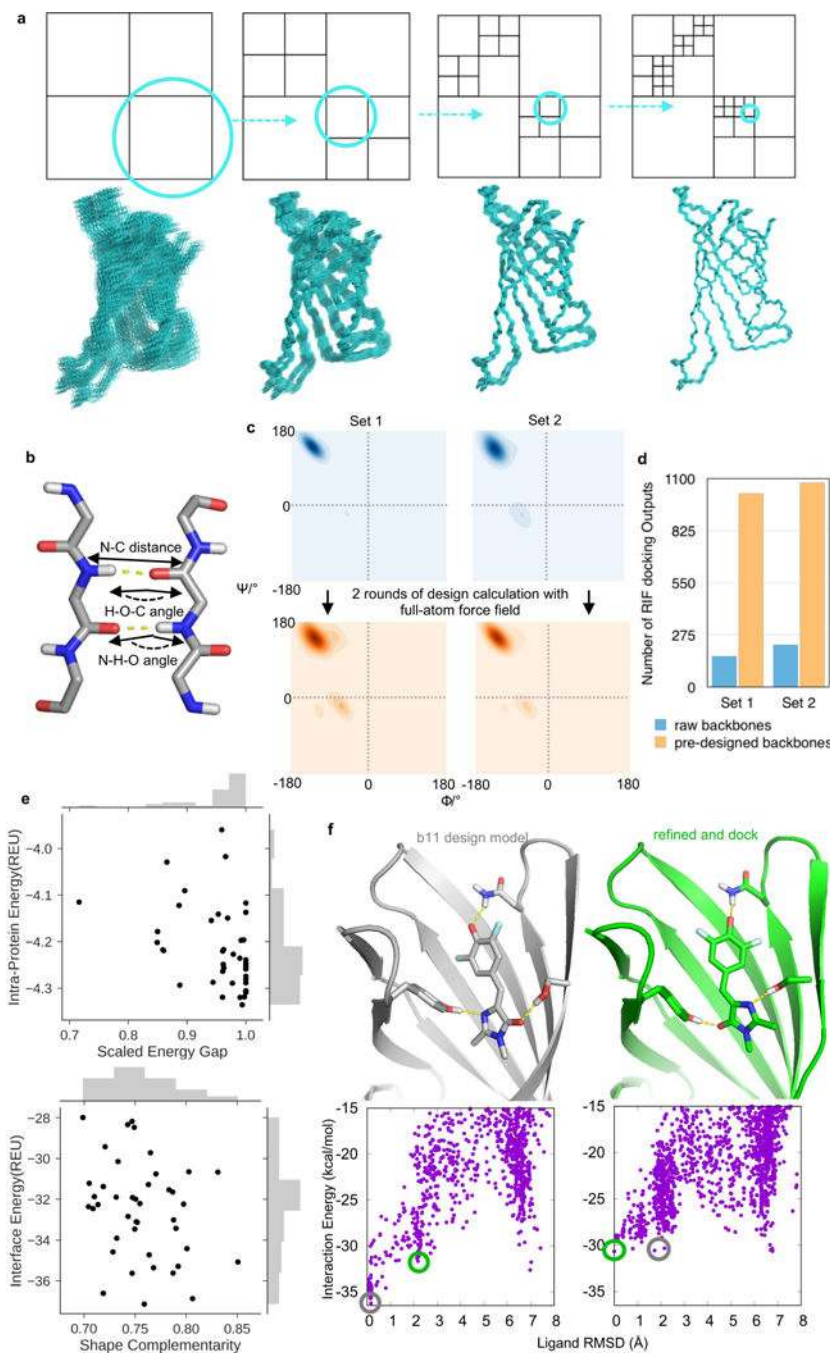 a
b
N-C distance
H-O-C angle
N-H-O angle
c
Set 1
Set 2
180
0
-180
Ψ/°
2 rounds of design calculation with
full-atom force field
180
0
-180
-180
0
180
-180
0
180
Φ/°
d
1100
825
550
275
0
Number of RIF docking Outputs
Set 1
Set 2
raw backbones
pre-designed backbones
e
−4.0
−4.1
−4.2
−4.3
Intra-Protein Energy(REU)
0.7
0.8
0.9
1.0
Scaled Energy Gap
−28
−30
−32
−34
−36
Interface Energy(REU)
0.70
0.75
0.80
0.85
Shape Complementarity
f
b11 design model
refined and dock
-15
-20
-25
-30
-35
Interaction Energy (kcal/mol)
0 1 2 3 4 5 6 7 8
-15
-20
-25
-30
-35
0 1 2 3 4 5 6 7 8
Ligand RMSD (Å)